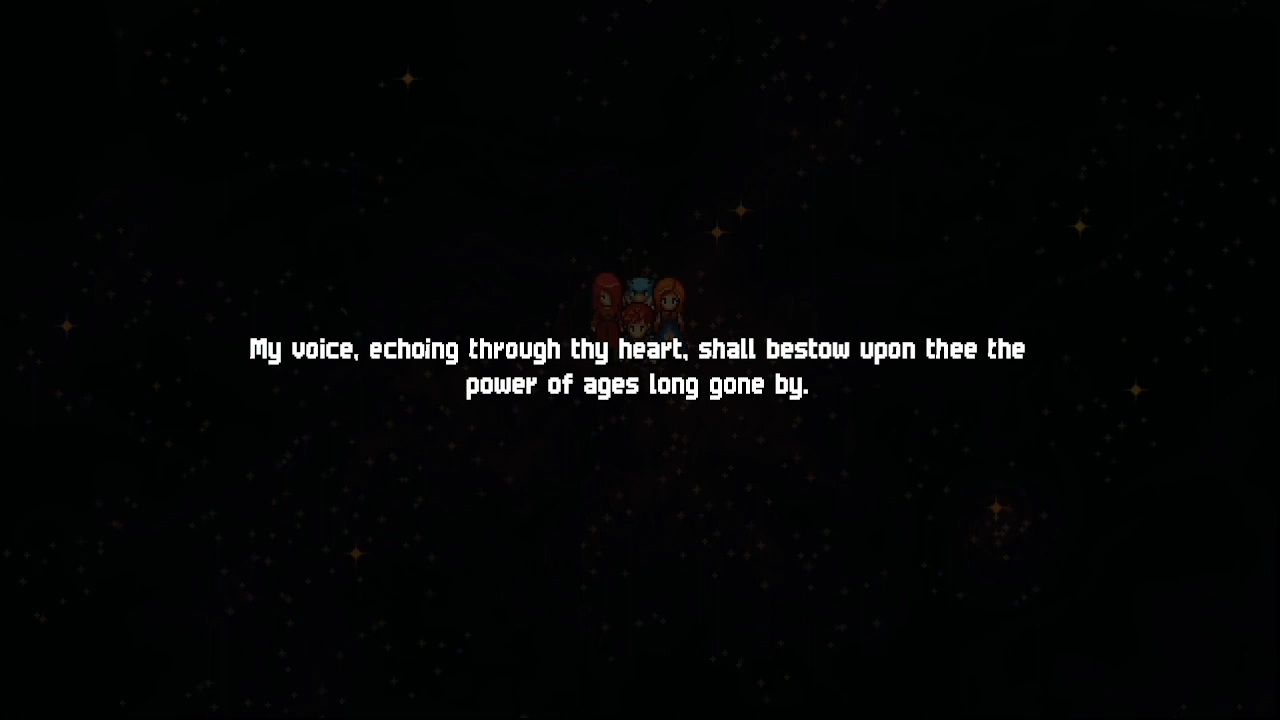 My voice, echoing through thy heart, shall bestow upon thee the
power of ages long gone by.